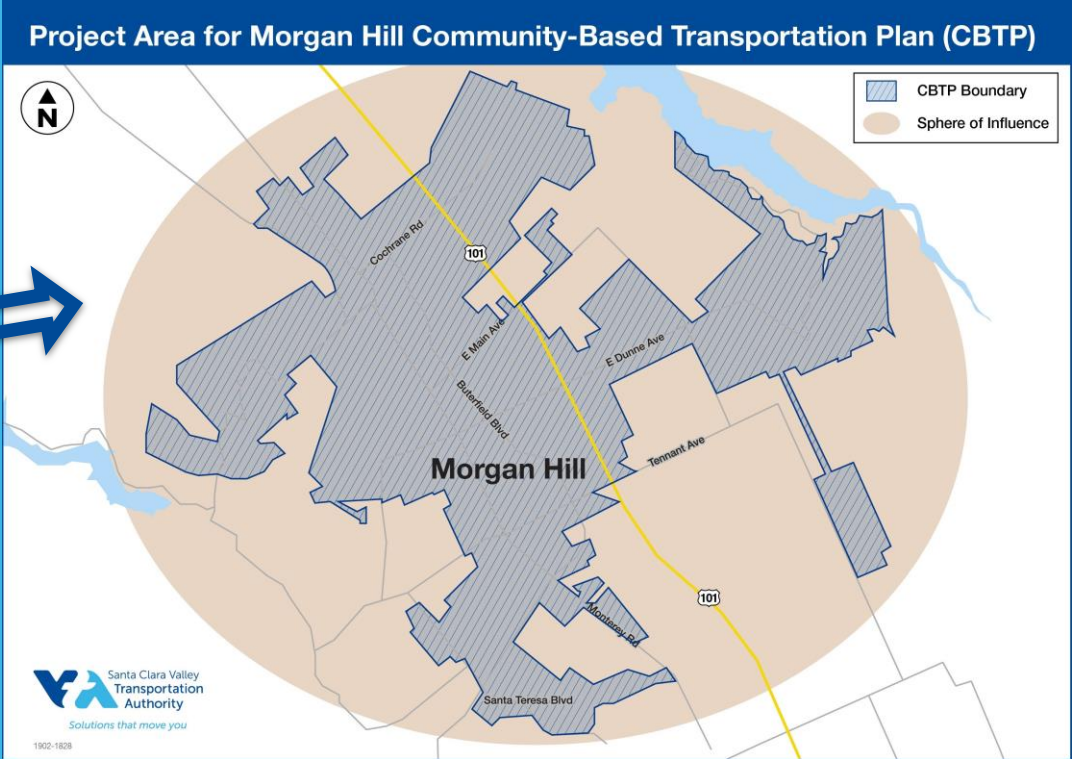 Project Area for Morgan Hill Community-Based Transportation Plan (CBTP)
N
CBTP Boundary
Sphere of Influence
Cochrane Rd
101
E Main Ave
E Dunne Ave
Buterfield Blvd
Tennant Ave
Morgan Hill
101
Monterey Rd
Santa Teresa Blvd
VTA
Santa Clara Valley
Transportation
Authority
Solutions that move you
1902-1828